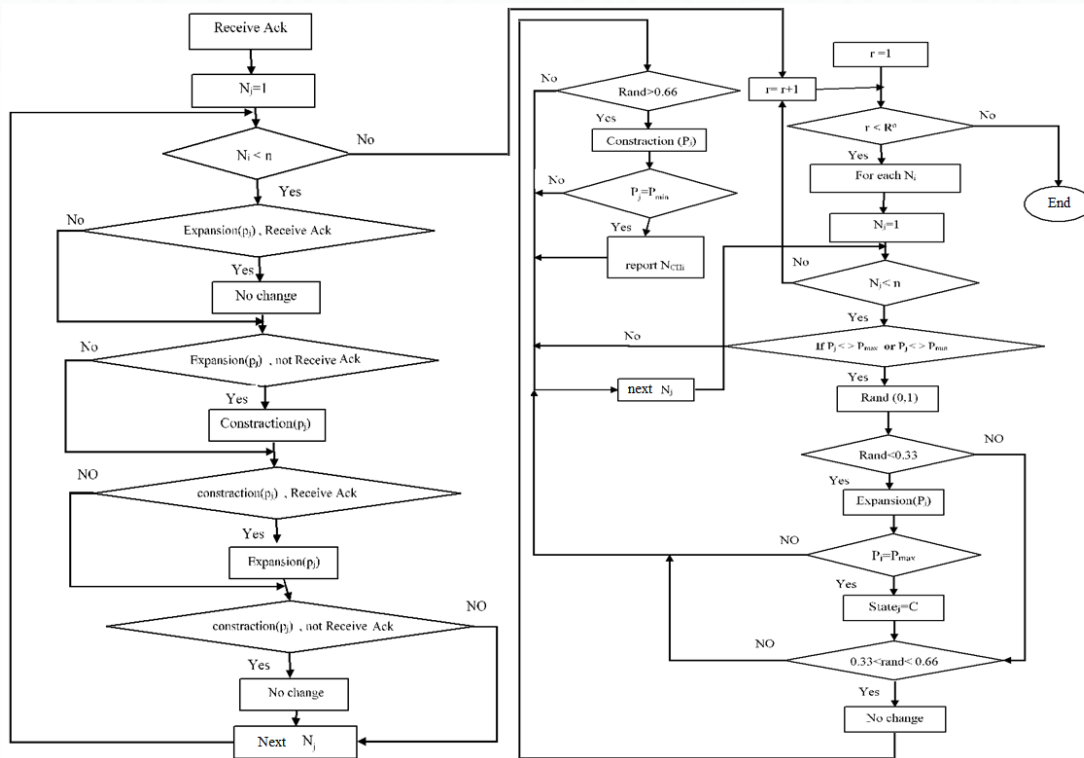 Receive Ack
Nj=1
Ni < n
No
Yes
Expansion(pj) , Receive Ack
No
Yes
No change
Expansion(pj) , not Receive Ack
No
Yes
Constraction(pj)
constraction(pj) , Receive Ack
NO
Yes
Expansion(pj)
constraction(pj) , not Receive Ack
NO
Yes
No change
Next Nj
Rand>0.66
No
Yes
Constraction (Pj)
Pj=Pmin
No
Yes
report NCTIi
next Nj
r =1
r= r+1
r < Rn
No
Yes
End
For each Ni
Nj=1
Nj< n
No
Yes
If Pj < > Pmax or Pj < > Pmin
No
Yes
Rand (0,1)
Rand<0.33
NO
Yes
Expansion(Pj)
Pj=Pmax
NO
Yes
Statej=C
0.33<rand< 0.66
NO
Yes
No change